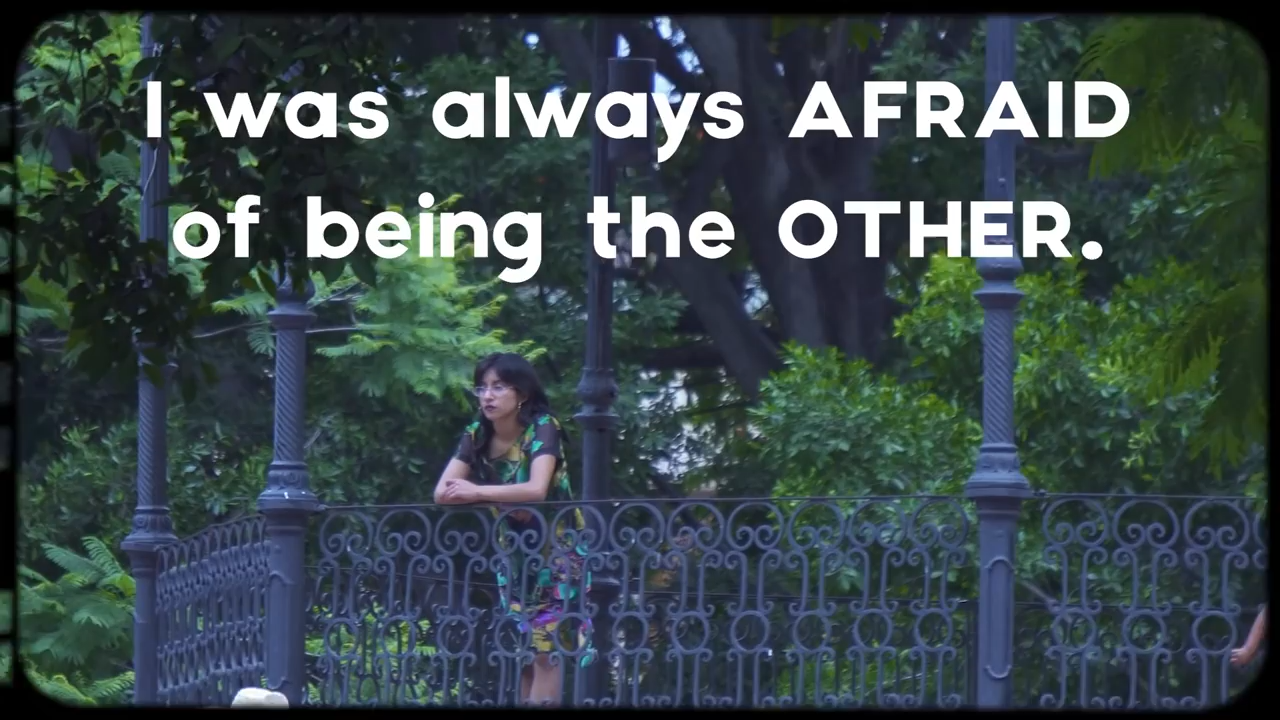 I was always AFRAID
of being the OTHER.